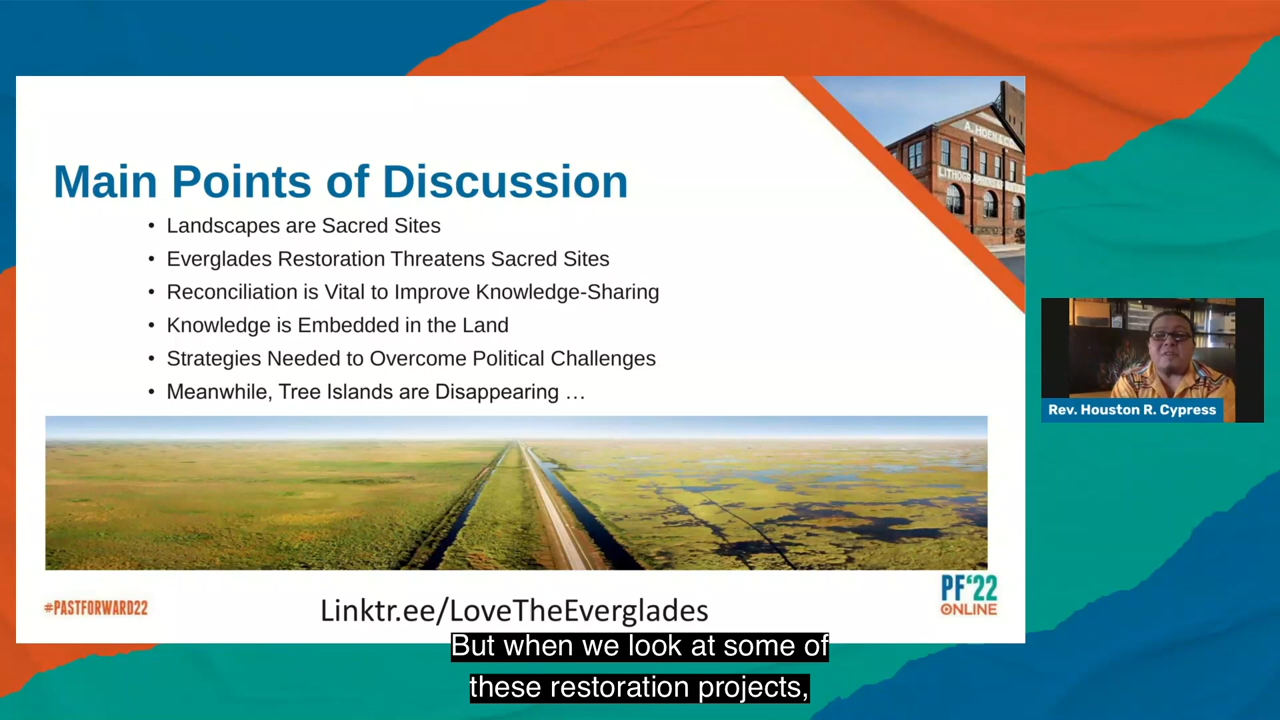 A. HOEN & CO.
Main Points of Discussion
• Landscapes are Sacred Sites
• Everglades Restoration Threatens Sacred Sites
• Reconciliation is Vital to Improve Knowledge-Sharing
• Knowledge is Embedded in the Land
• Strategies Needed to Overcome Political Challenges
• Meanwhile, Tree Islands are Disappearing …
Rev. Houston R. Cypress
#PASTFORWARD22
Linktr.ee/LoveTheEverglades
PF'22
ONLINE
But when we look at some of
these restoration projects,